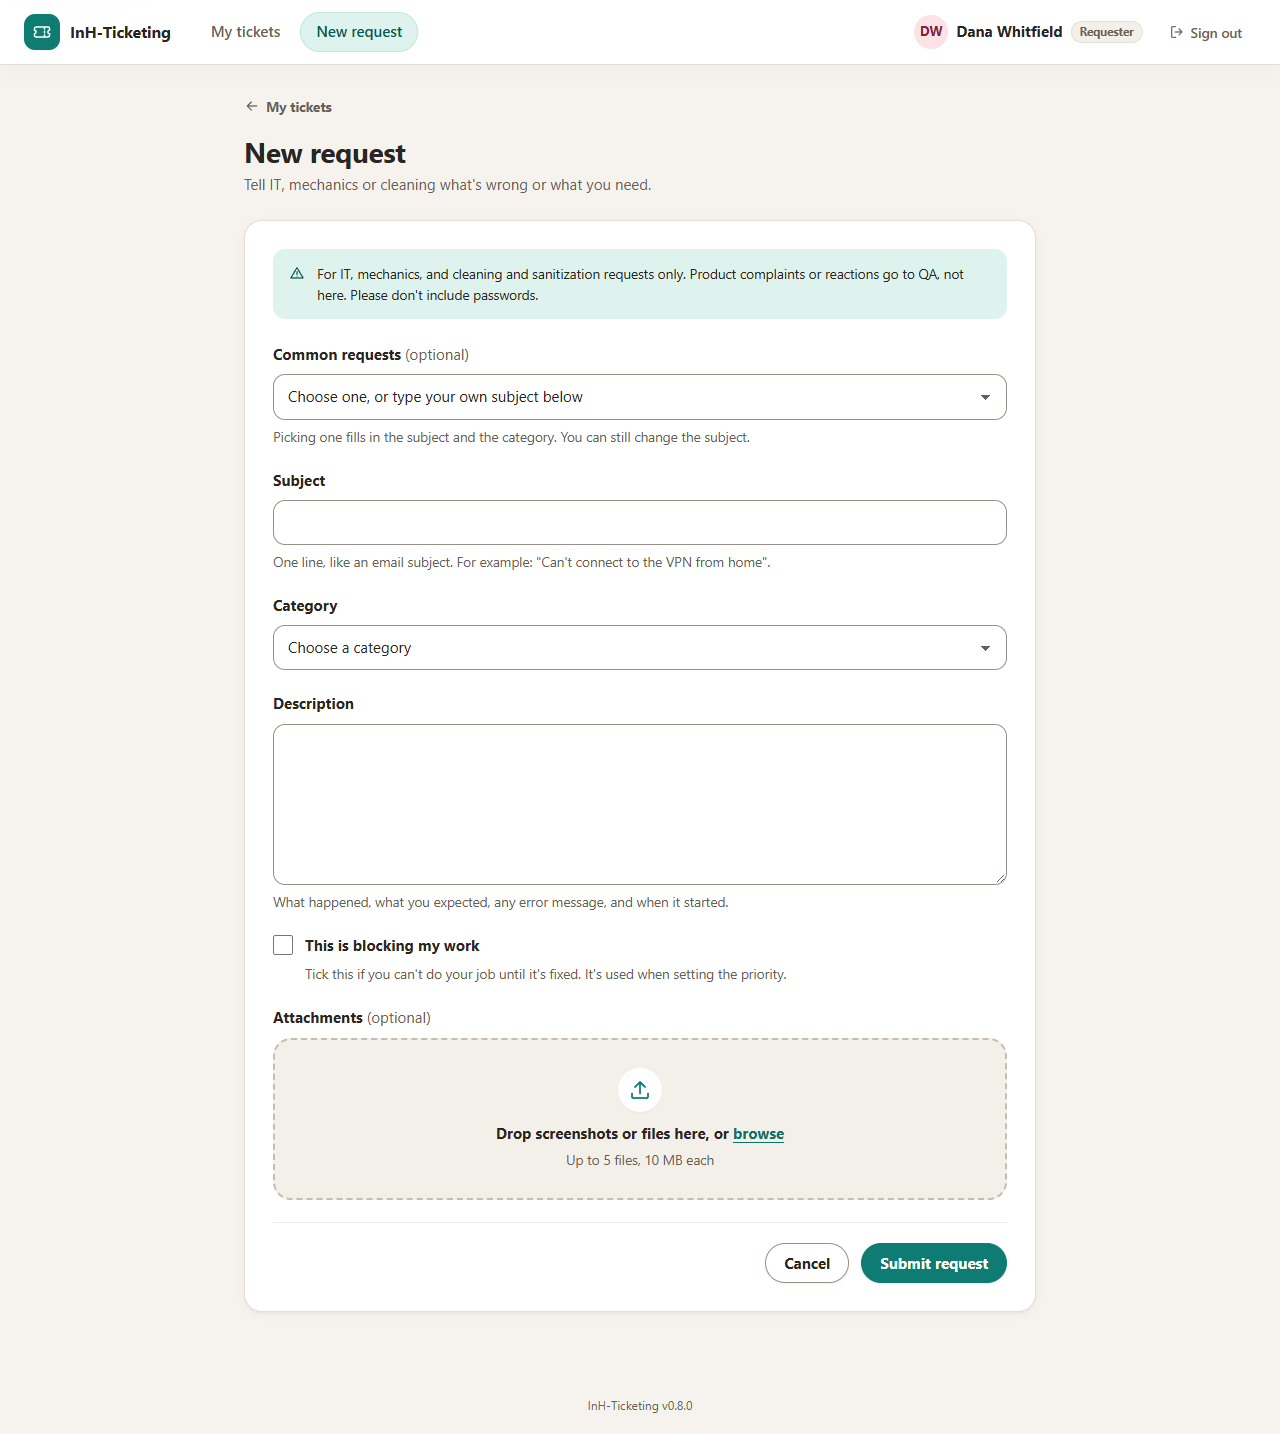 InH-Ticketing
My tickets
New request
DW
Dana Whitfield
Requester
Sign out
My tickets
New request
Tell IT, mechanics or cleaning what's wrong or what you need.
For IT, mechanics, and cleaning and sanitization requests only. Product complaints or reactions go to QA, not
here. Please don't include passwords.
Common requests (optional)
Choose one, or type your own subject below
Picking one fills in the subject and the category. You can still change the subject.
Subject
One line, like an email subject. For example: "Can't connect to the VPN from home".
Category
Choose a category
Description
What happened, what you expected, any error message, and when it started.
This is blocking my work
Tick this if you can't do your job until it's fixed. It's used when setting the priority.
Attachments (optional)
Drop screenshots or files here, or browse
Up to 5 files, 10 MB each
Cancel
Submit request
InH-Ticketing v0.8.0